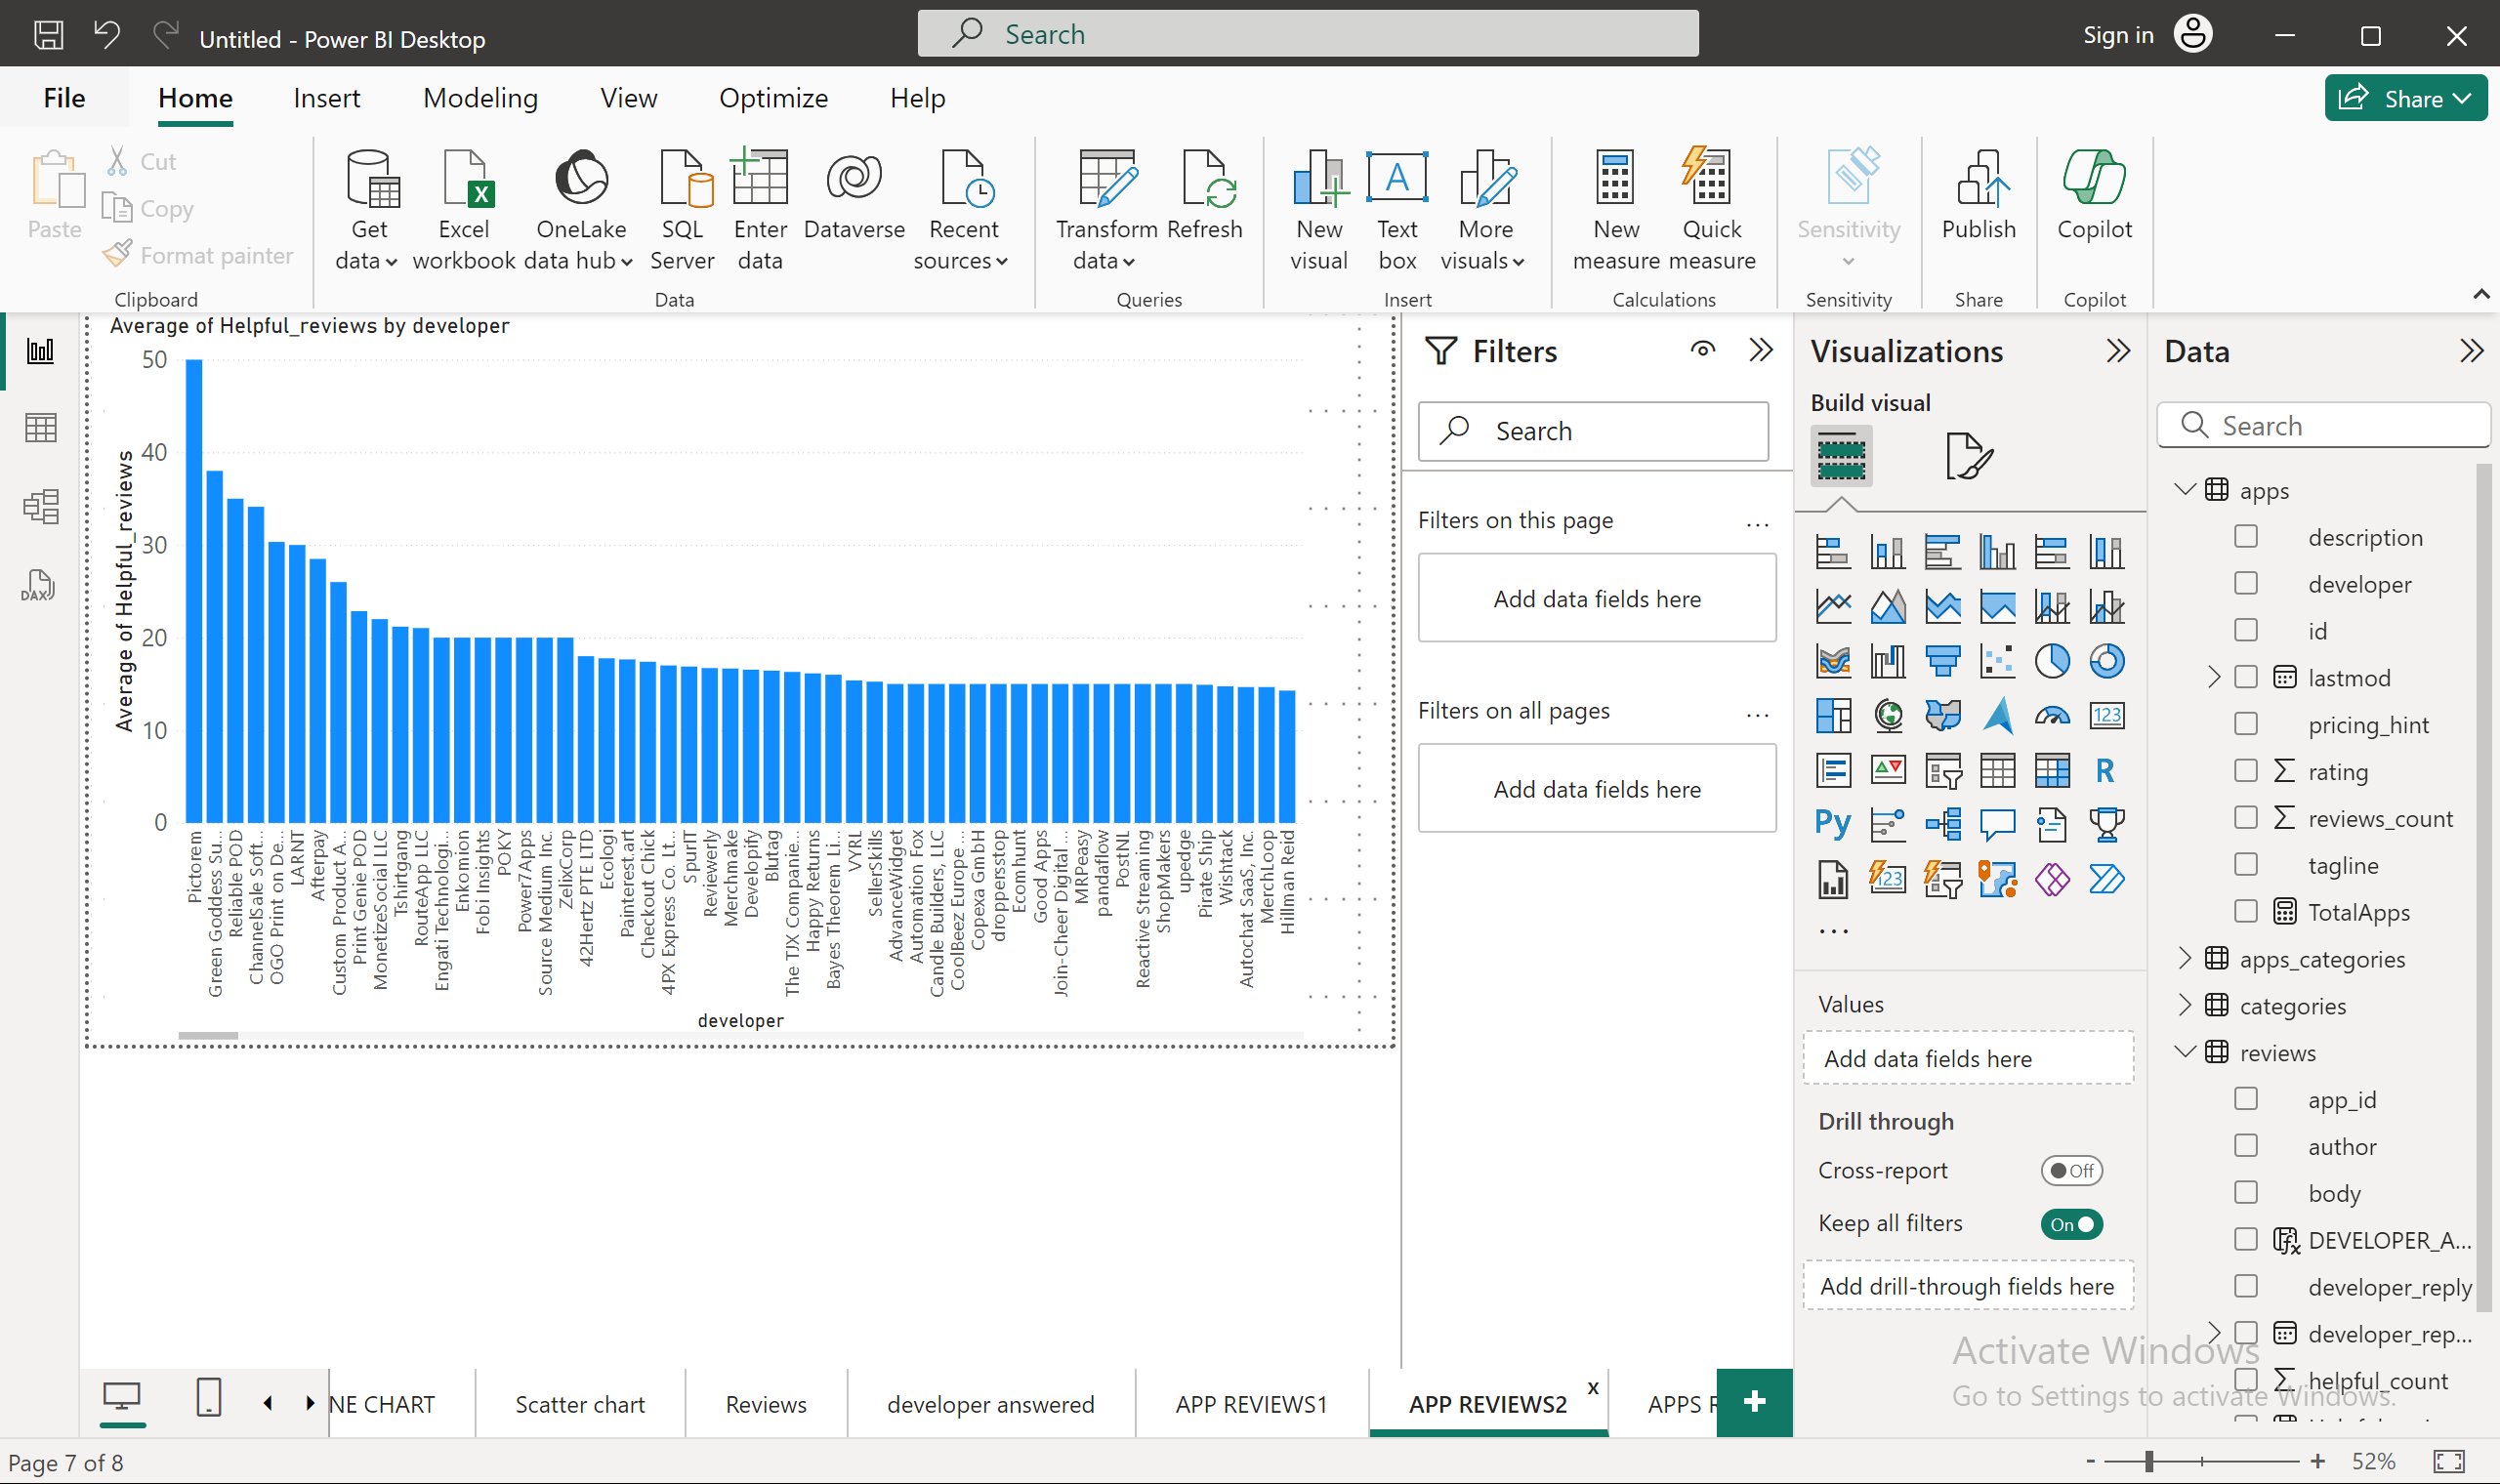 Untitled - Power BI Desktop
Search
Sign in
File
Home
Insert
Modeling
View
Optimize
Help
Share
Paste
Cut
Copy
Format painter
Clipboard
Get data
Excel workbook
OneLake data hub
SQL Server
Enter data
Dataverse
Recent sources
Data
Transform data
Refresh
Queries
New visual
Text box
More visuals
Insert
New measure
Quick measure
Calculations
Sensitivity
Sensitivity
Publish
Share
Copilot
Copilot
Average of Helpful_reviews by developer
Average of Helpful_reviews
50
40
30
20
10
0
Pictorem
Green Goddess Su...
Reliable POD
ChannelSale Soft...
OGO Print on De...
LARNT
Afterpay
Custom Product A...
Print Genie POD
MonetizeSocial LLC
Tshirtgang
RouteApp LLC
Engati Technologi...
Enkomion
Fobi Insights
POKY
Power7Apps
Source Medium Inc.
ZelixCorp
42Hertz PTE LTD
Ecologi
Painterest.art
Checkout Chick
4PX Express Co. Lt...
SpurIT
Reviewerly
Merchmake
Developify
Blutag
The TJX Companie...
Happy Returns
Bayes Theorem Li...
VYRL
SellerSkills
AdvanceWidget
Automation Fox
Candle Builders, LLC
CoolBeez Europe ...
Copexa GmbH
droppersstop
Ecom hunt
Good Apps
Join-Cheer Digital ...
MRPeasy
pandaflow
PostNL
Reactive Streaming
ShopMakers
upedge
Pirate Ship
Wishtack
Autochat SaaS, Inc.
MerchLoop
Hillman Reid
developer
Filters
Search
Filters on this page
...
Add data fields here
Filters on all pages
...
Add data fields here
Visualizations
Build visual
123
R
Py
123
...
Values
Add data fields here
Drill through
Cross-report
Off
Keep all filters
On
Add drill-through fields here
Data
Search
apps
description
developer
id
lastmod
pricing_hint
rating
reviews_count
tagline
TotalApps
apps_categories
categories
reviews
app_id
author
body
DEVELOPER_A...
developer_reply
developer_rep...
helpful_count
Activate Windows
Go to Settings to activate Windows.
DAX
NE CHART
Scatter chart
Reviews
developer answered
APP REVIEWS1
APP REVIEWS2
x
APPS
+
Page 7 of 8
-
+
52%